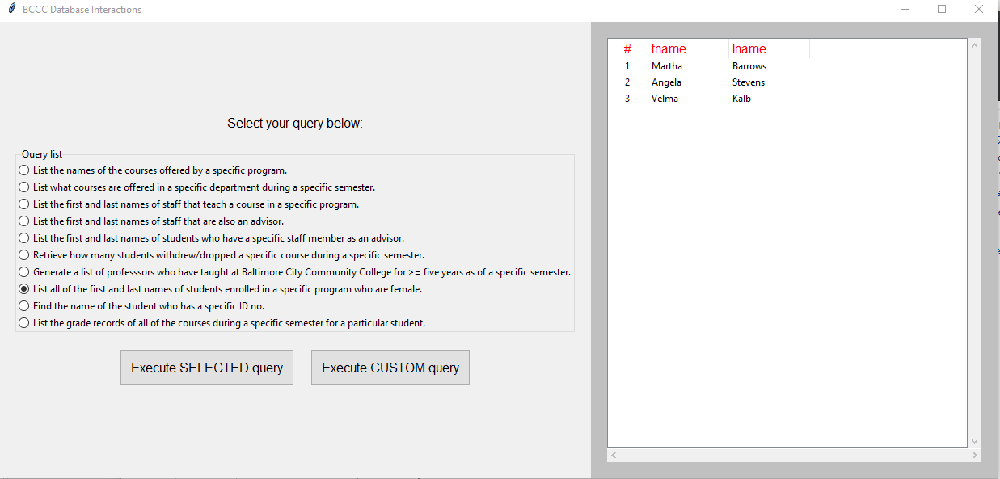 BCCC Database Interactions
Select your query below:
Query list
List the names of the courses offered by a specific program.
List what courses are offered in a specific department during a specific semester.
List the first and last names of staff that teach a course in a specific program.
List the first and last names of staff that are also an advisor.
List the first and last names of students who have a specific staff member as an advisor.
Retrieve how many students withdrew/dropped a specific course during a specific semester.
Generate a list of professsors who have taught at Baltimore City Community College for >= five years as of a specific semester.
List all of the first and last names of students enrolled in a specific program who are female.
Find the name of the student who has a specific ID no.
List the grade records of all of the courses during a specific semester for a particular student.
Execute SELECTED query Execute CUSTOM query
# fname lname
1 Martha Barrows
2 Angela Stevens
3 Velma Kalb